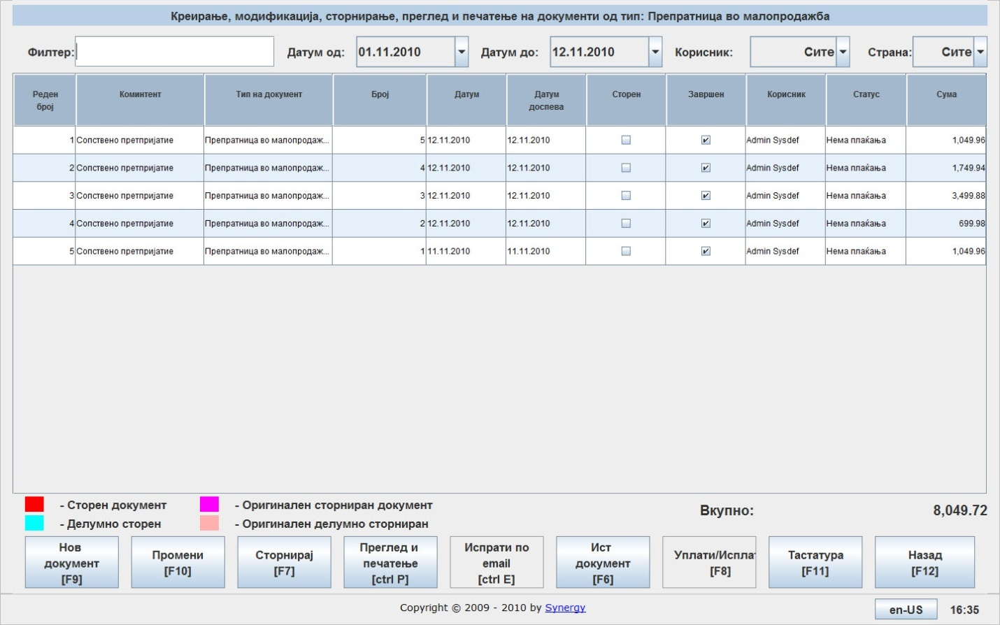 Креирање, модификација, сторнирање, преглед и печатење на документи од тип: Препратница во малопродажба
Филтер: Датум од: 01.11.2010 Датум до: 12.11.2010 Корисник: Сите Страна: Сите
Реден број Коминтент Тип на документ Број Датум Датум доспева Сторен Завршен Корисник Статус Сума
1 Сопствено претпријатие Препратница во малопродаж... 5 12.11.2010 12.11.2010 Admin Sysdef Нема плаќања 1,049.96
2 Сопствено претпријатие Препратница во малопродаж... 4 12.11.2010 12.11.2010 Admin Sysdef Нема плаќања 1,749.94
3 Сопствено претпријатие Препратница во малопродаж... 3 12.11.2010 12.11.2010 Admin Sysdef Нема плаќања 3,499.88
4 Сопствено претпријатие Препратница во малопродаж... 2 12.11.2010 12.11.2010 Admin Sysdef Нема плаќања 699.98
5 Сопствено претпријатие Препратница во малопродаж... 1 11.11.2010 11.11.2010 Admin Sysdef Нема плаќања 1,049.96
- Сторен документ - Оригинален сторниран документ
- Делумно сторен - Оригинален делумно сторниран
Вкупно: 8,049.72
Нов документ [F9]
Промени [F10]
Сторнирај [F7]
Преглед и печатење [ctrl P]
Испрати по email [ctrl E]
Ист документ [F6]
Уплати/Испла [F8]
Тастатура [F11]
Назад [F12]
Copyright © 2009 - 2010 by Synergy
en-US 16:35